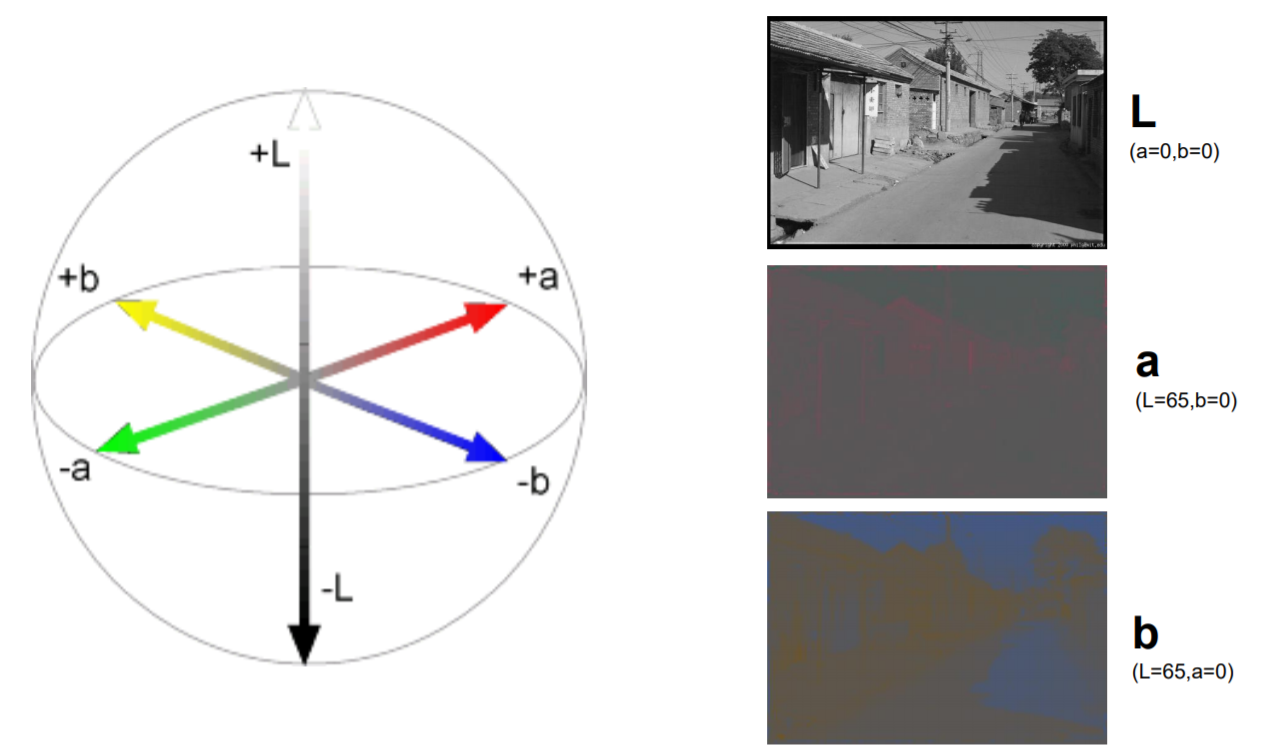 +L
+b
+a
-a
-b
-L
L
(a=0,b=0)
a
(L=65,b=0)
b
(L=65,a=0)